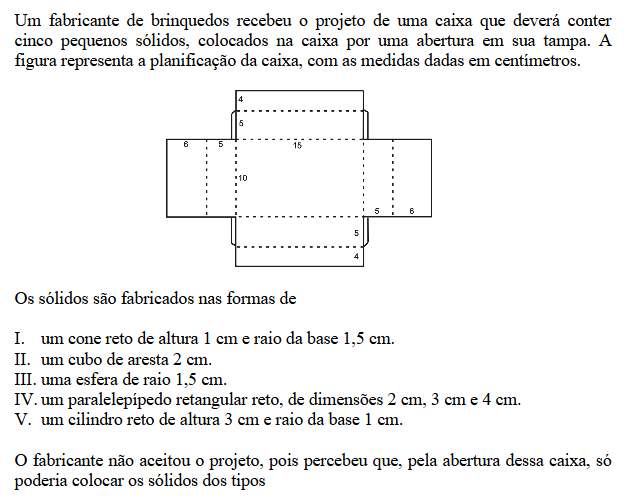 Um fabricante de brinquedos recebeu o projeto de uma caixa que deverá conter
cinco pequenos sólidos, colocados na caixa por uma abertura em sua tampa. A
figura representa a planificação da caixa, com as medidas dadas em centímetros.
4
5
6 5 15
10
5 6
5
4
Os sólidos são fabricados nas formas de
I. um cone reto de altura 1 cm e raio da base 1,5 cm.
II. um cubo de aresta 2 cm.
III. uma esfera de raio 1,5 cm.
IV. um paralelepípedo retangular reto, de dimensões 2 cm, 3 cm e 4 cm.
V. um cilindro reto de altura 3 cm e raio da base 1 cm.
O fabricante não aceitou o projeto, pois percebeu que, pela abertura dessa caixa, só
poderia colocar os sólidos dos tipos